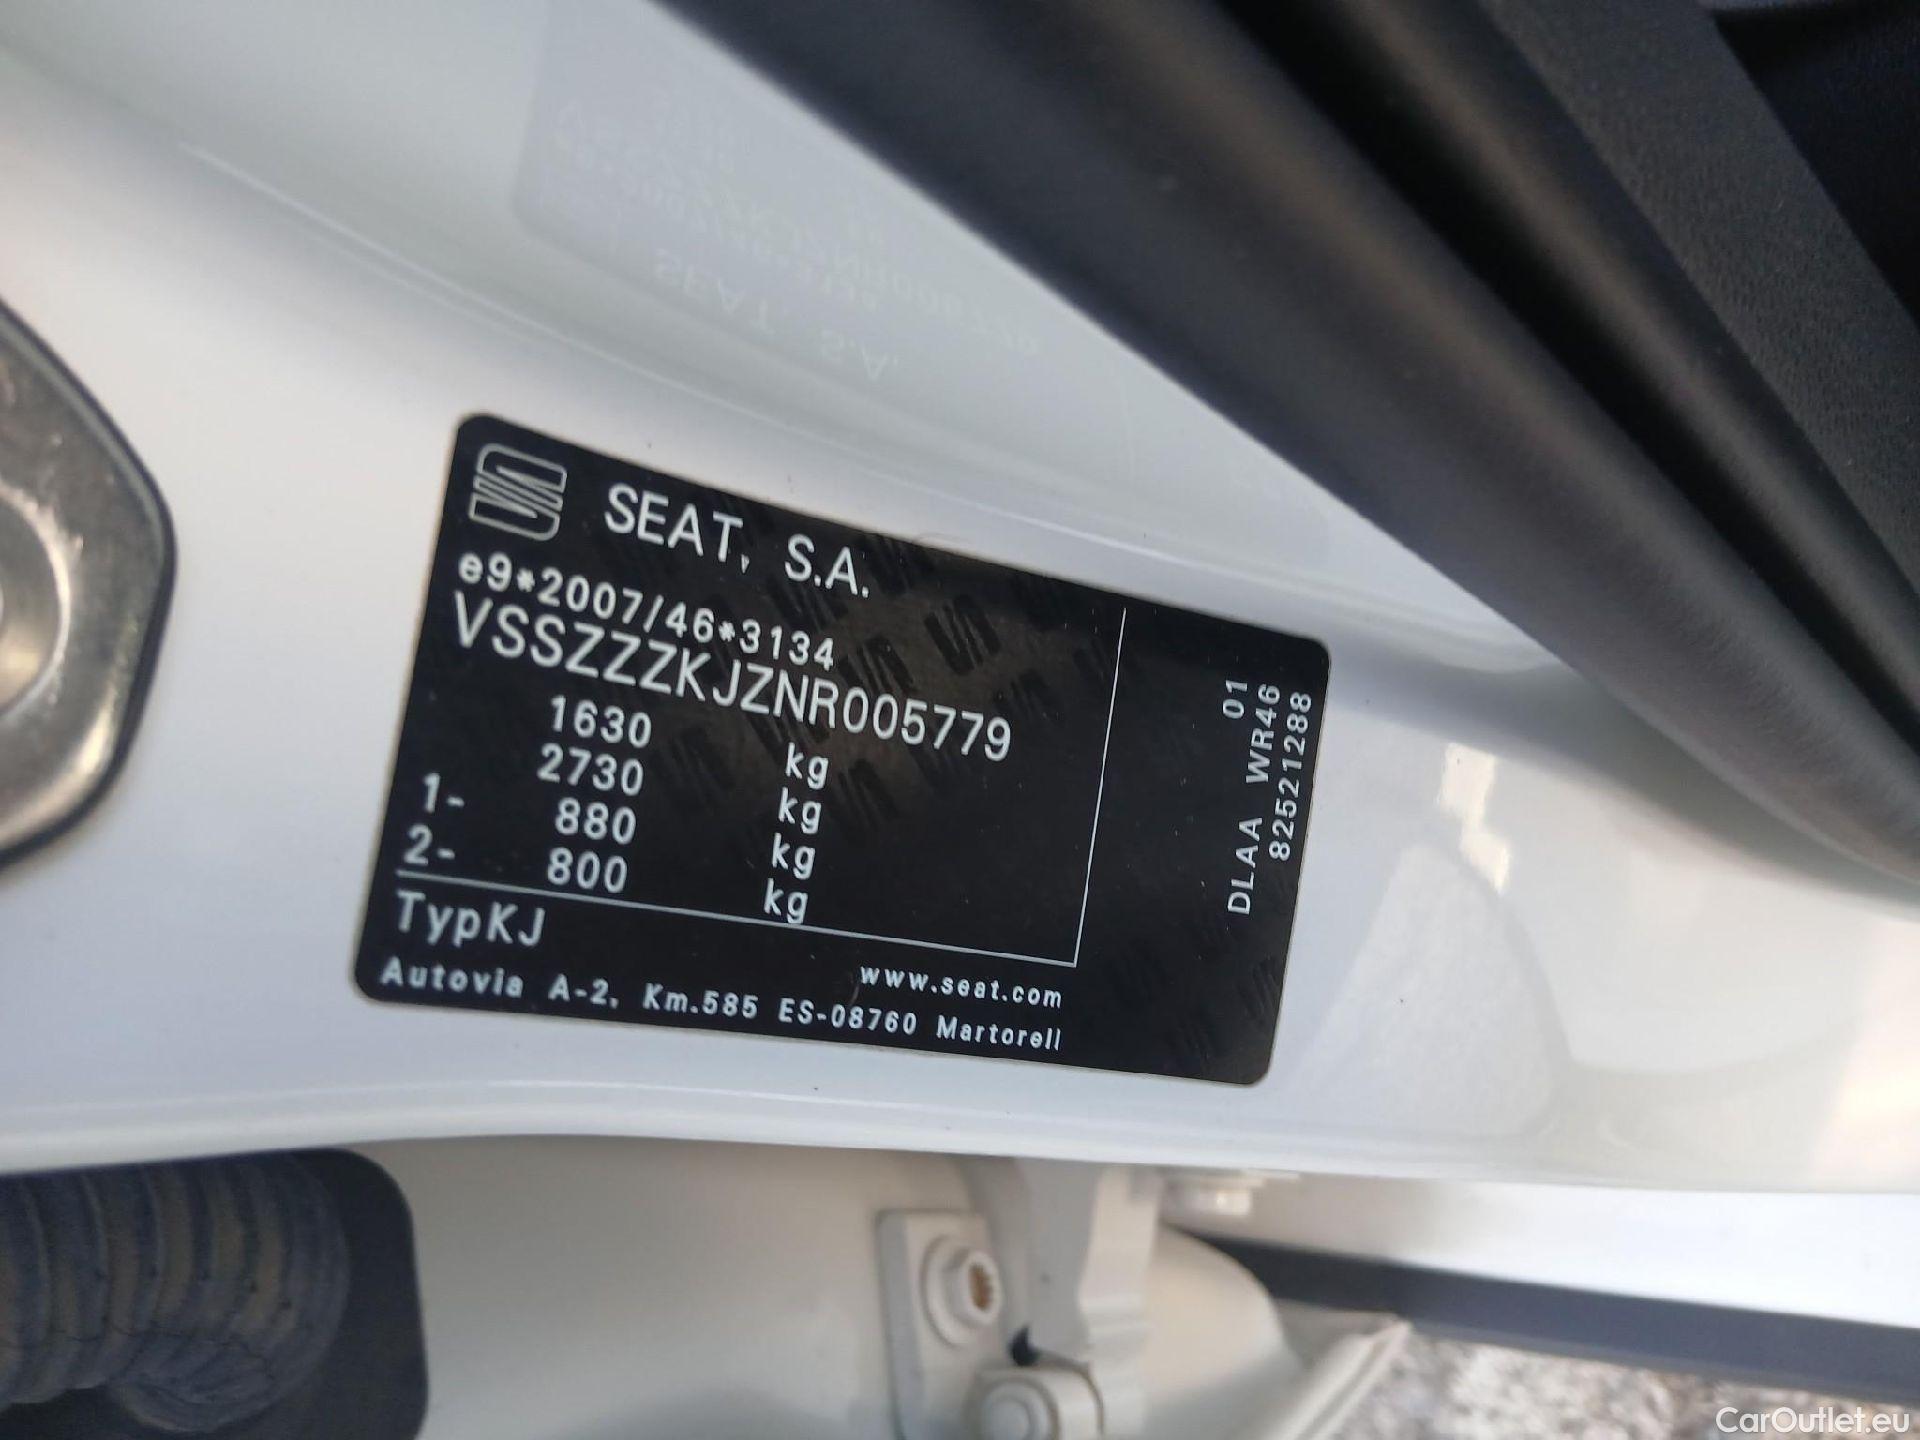 SEAT, S.A.
e9*2007/46*3134
VSSZZZKJZNR005779
1630 kg
2730 kg
1- 880 kg
2- 800 kg
TypKJ
www.seat.com
Autovia A-2, Km.585 ES-08760 Martorell
01
DLAA WR46
82521288
SEAT S.A.
CarOutlet.eu